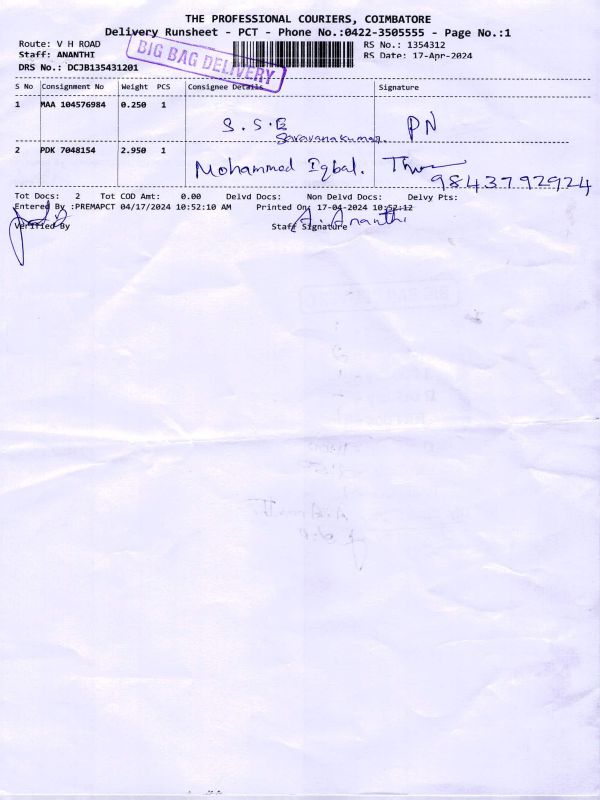 THE PROFESSIONAL COURIERS, COIMBATORE
Delivery Runsheet - PCT - Phone No.:0422-3505555 - Page No.:1
Route: V H ROAD
RS No.: 1354312
Staff: ANANTHI
RS Date: 17-Apr-2024
BIG BAG DELIVERY
DRS No.: DCJB135431201
S No Consignment No Weight PCS Consignee Details Signature
1 MAA 104576984 0.250 1 S.S.E PN
Saravanakumar.
2 PDK 7048154 2.950 1 Mohammed Iqbal.
9843792924
Tot Docs: 2 Tot COD Amt: 0.00 Delvd Docs: Non Delvd Docs: Delvy Pts:
Entered By :PREMAPCT 04/17/2024 10:52:10 AM Printed On: 17-04-2024 10:52:12
A. Ananthi
Verified By Staff Signature